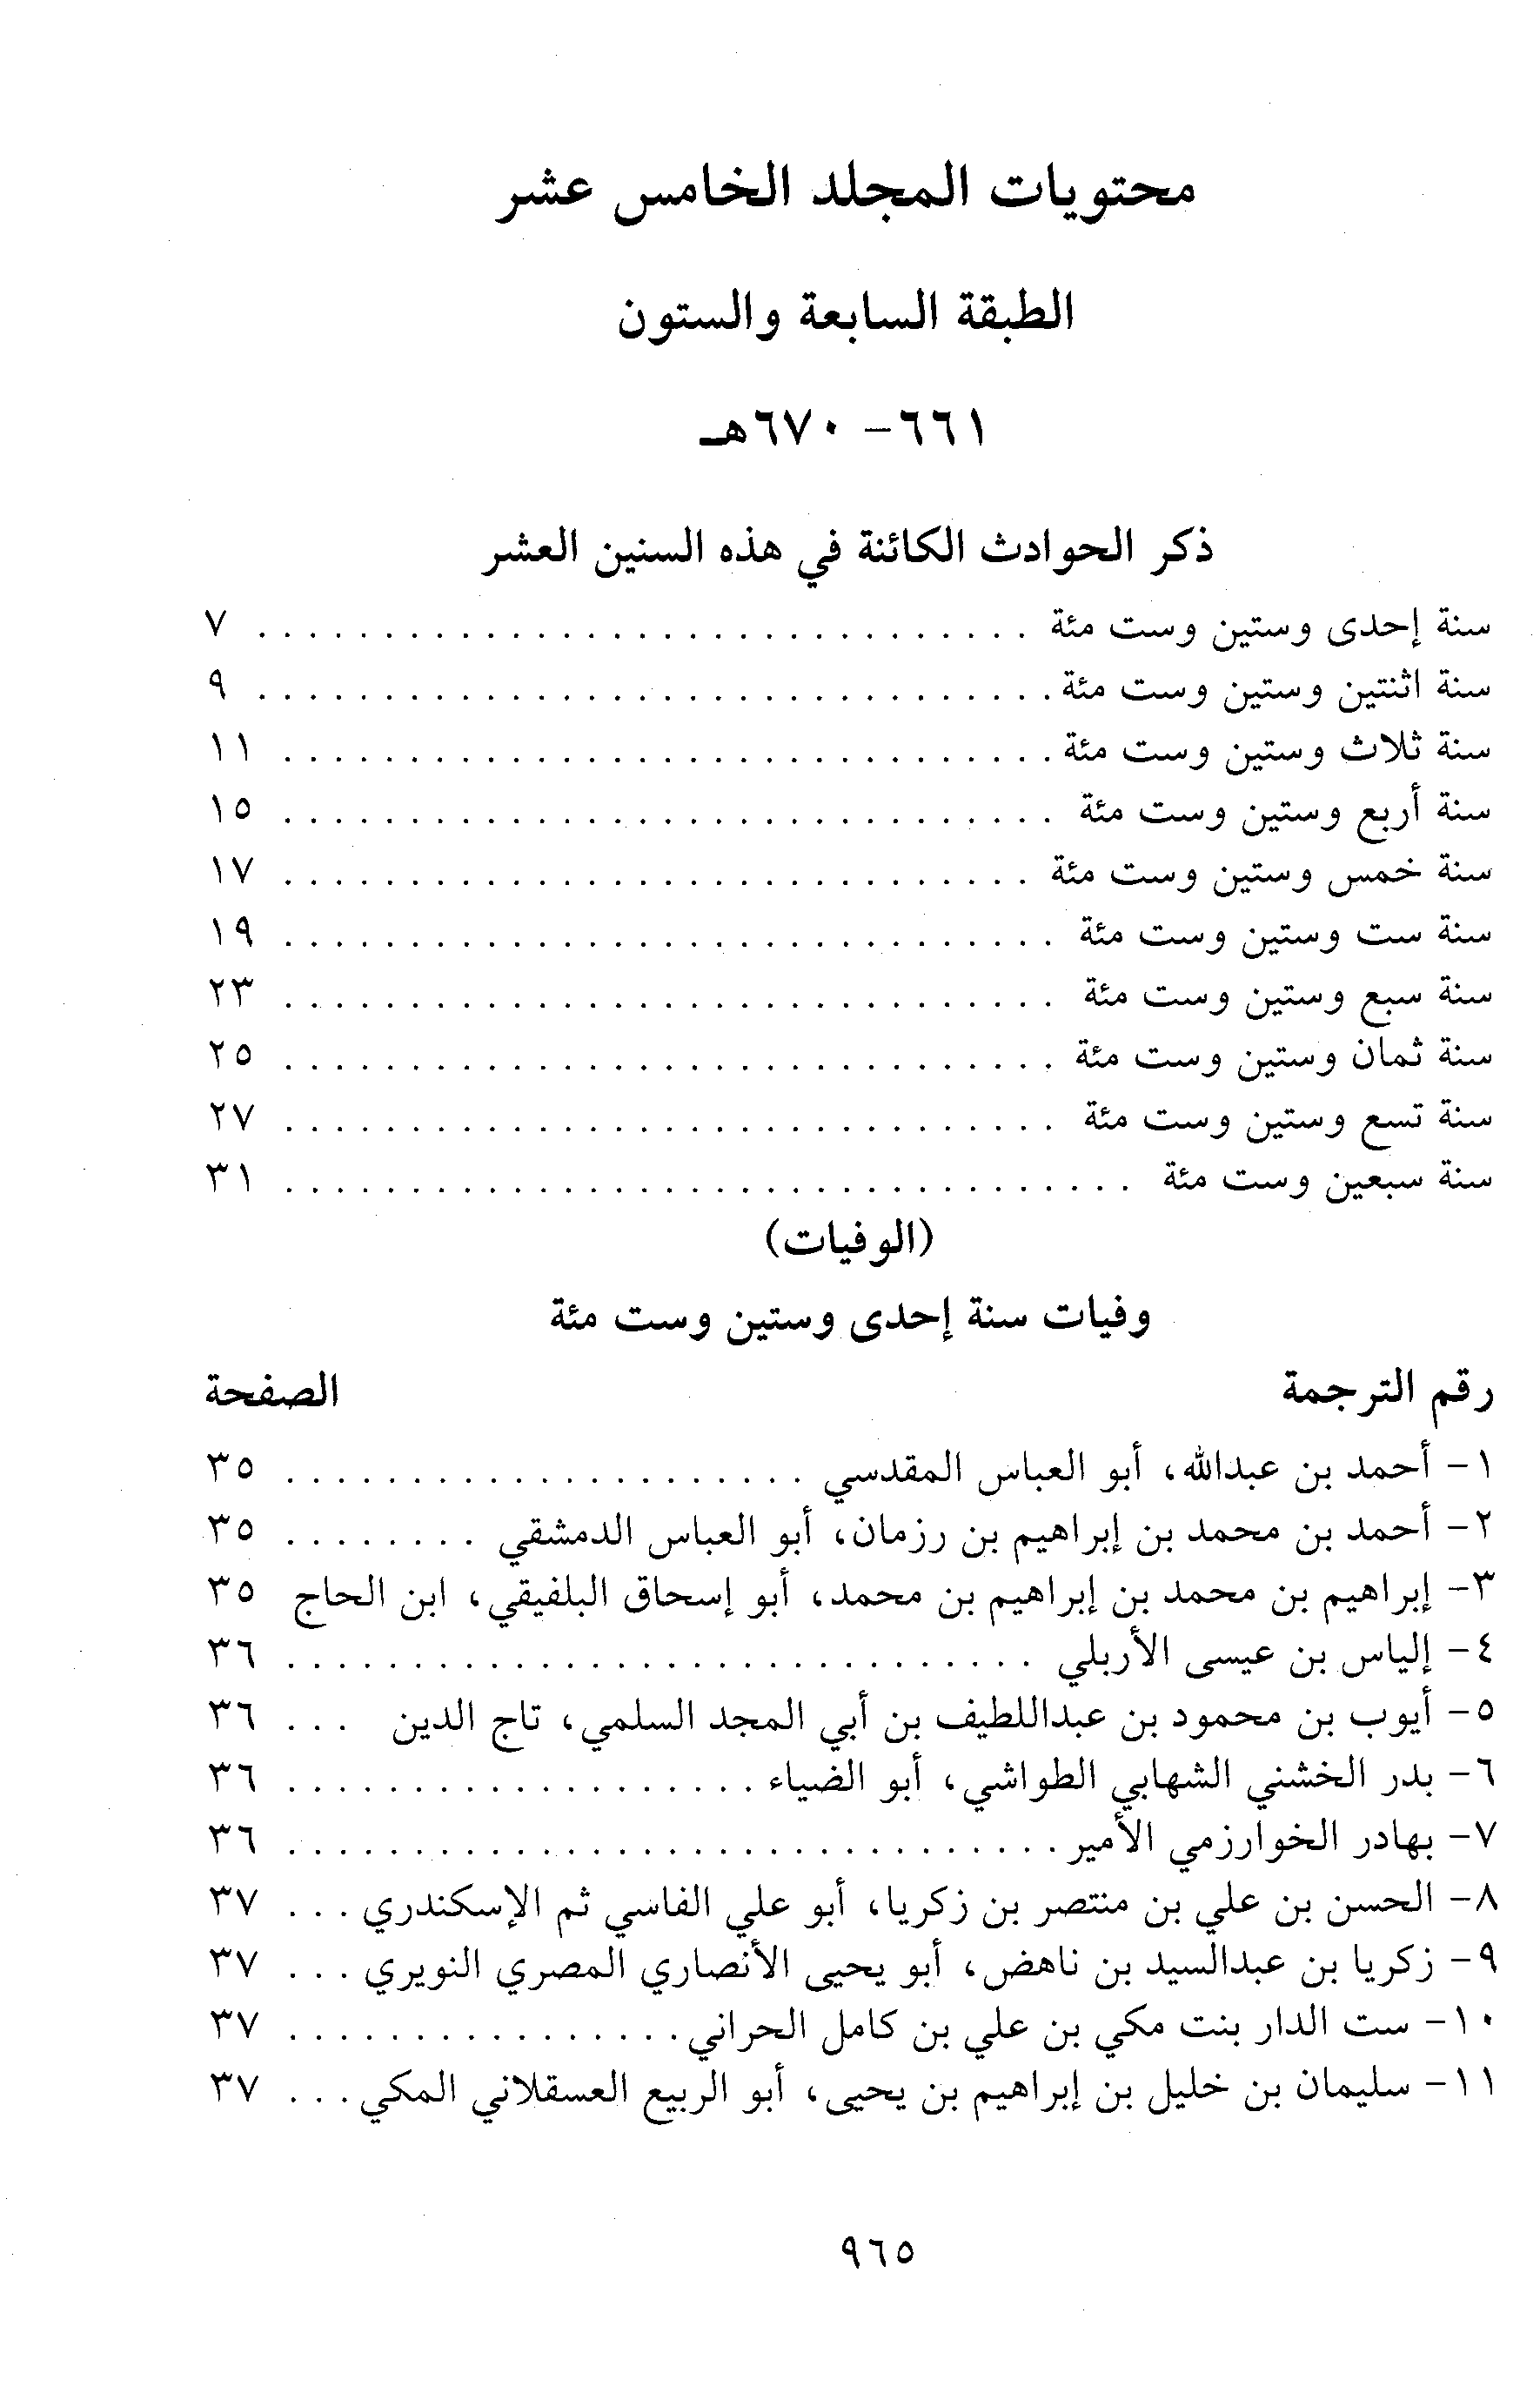 محتويات المجلد الخامس عشر
الطبقة السابعة والستون
٦٦١ - ٦٧٠هـ
ذكر الحوادث الكائنة في هذه السنين العشر
سنة إحدى وستين وست مئة . . . . . . . . . . . . . . . . . . . . ٧
سنة اثنتين وستين وست مئة . . . . . . . . . . . . . . . . . . . . ٩
سنة ثلاث وستين وست مئة . . . . . . . . . . . . . . . . . . . . ١١
سنة أربع وستين وست مئة . . . . . . . . . . . . . . . . . . . . ١٥
سنة خمس وستين وست مئة . . . . . . . . . . . . . . . . . . . . ١٧
سنة ست وستين وست مئة . . . . . . . . . . . . . . . . . . . . ١٩
سنة سبع وستين وست مئة . . . . . . . . . . . . . . . . . . . . ٢٣
سنة ثمان وستين وست مئة . . . . . . . . . . . . . . . . . . . . ٢٥
سنة تسع وستين وست مئة . . . . . . . . . . . . . . . . . . . . ٢٧
سنة سبعين وست مئة . . . . . . . . . . . . . . . . . . . . ٣١
(الوفيات)
وفيات سنة إحدى وستين وست مئة
رقم الترجمة الصفحة
١- أحمد بن عبدالله، أبو العباس المقدسي . . . . . . . . . . . . ٣٥
٢- أحمد بن محمد بن إبراهيم بن رزمان، أبو العباس الدمشقي . . . . . . . . ٣٥
٣- إبراهيم بن محمد بن إبراهيم بن محمد، أبو إسحاق البلفيقي، ابن الحاج ٣٥
٤- إلياس بن عيسى الأربلي . . . . . . . . . . . . . . . . ٣٦
٥- أيوب بن محمود بن عبداللطيف بن أبي المجد السلمي، تاج الدين . . . ٣٦
٦- بدر الخشني الشهابي الطواشي، أبو الضياء . . . . . . . . . . . . ٣٦
٧- بهادر الخوارزمي الأمير . . . . . . . . . . . . . . . . ٣٦
٨- الحسن بن علي بن منتصر بن زكريا، أبو علي الفاسي ثم الإسكندري . . . ٣٧
٩- زكريا بن عبدالسيد بن ناهض، أبو يحيى الأنصاري المصري النويري . . . ٣٧
١٠- ست الدار بنت مكي بن علي بن كامل الحراني . . . . . . . . . . . . ٣٧
١١- سليمان بن خليل بن إبراهيم بن يحيى، أبو الربيع العسقلاني المكي . . . ٣٧
٩٦٥